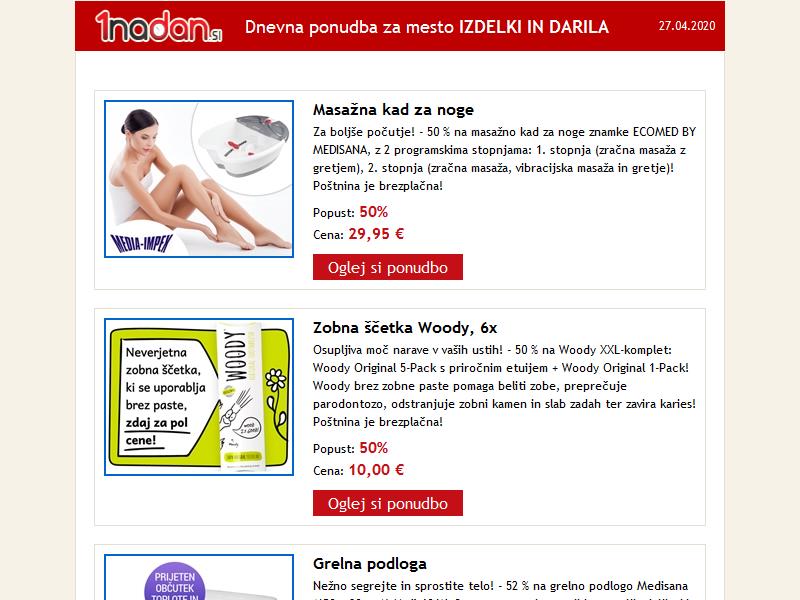 1nadan.si
Dnevna ponudba za mesto IZDELKI IN DARILA
27.04.2020
Masažna kad za noge
Za boljše počutje! - 50 % na masažno kad za noge znamke ECOMED BY
MEDISANA, z 2 programskima stopnjama: 1. stopnja (zračna masaža z
gretjem), 2. stopnja (zračna masaža, vibracijska masaža in gretje)!
Poštnina je brezplačna!
Popust: 50%
Cena: 29,95 €
Oglej si ponudbo
MEDIA-IMPEX
Zobna ščetka Woody, 6x
Osupljiva moč narave v vaših ustih! - 50 % na Woody XXL-komplet:
Woody Original 5-Pack s priročnim etuijem + Woody Original 1-Pack!
Woody brez zobne paste pomaga beliti zobe, preprečuje
parodontozo, odstranjuje zobni kamen in slab zadah ter zavira karies!
Poštnina je brezplačna!
Popust: 50%
Cena: 10,00 €
Oglej si ponudbo
Neverjetna
zobna ščetka,
ki se uporablja
brez paste,
zdaj za pol
cene!
WOODY
Grelna podloga
Nežno segrejte in sprostite telo! - 52 % na grelno podlogo Medisana
PRIJETEN
OBČUTEK
TOPLOTE IN